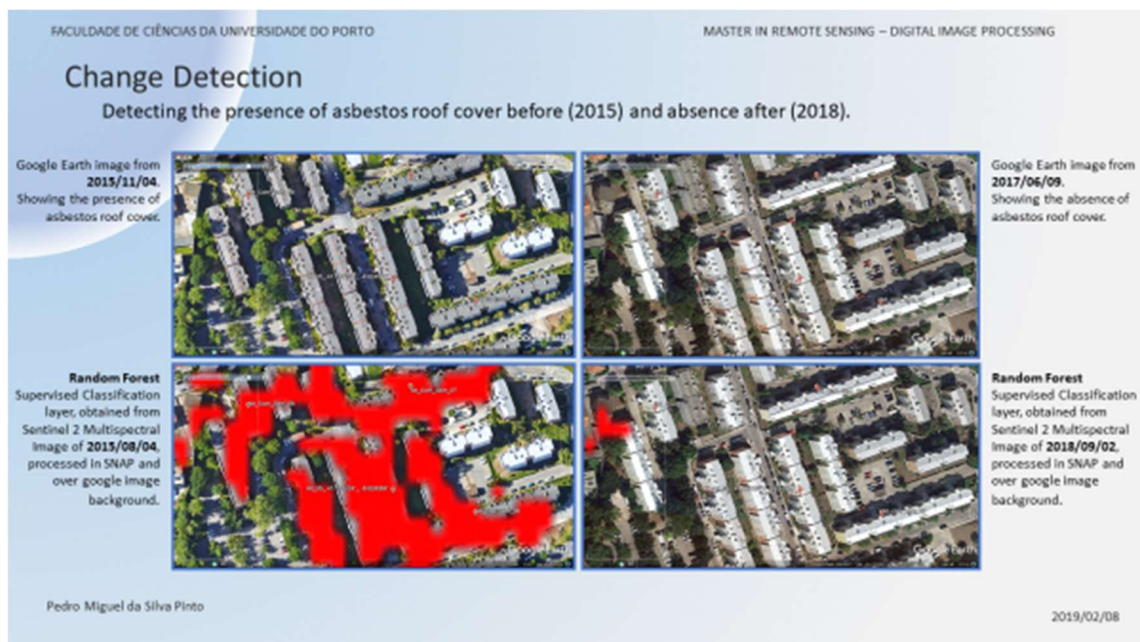 FACULDADE DE CIÊNCIAS DA UNIVERSIDADE DO PORTO
MASTER IN REMOTE SENSING – DIGITAL IMAGE PROCESSING
Change Detection
Detecting the presence of asbestos roof cover before (2015) and absence after (2018).
Google Earth image from
2015/11/04.
Showing the presence of
asbestos roof cover.
Google Earth image from
2017/06/09.
Showing the absence of
asbestos roof cover.
Random Forest
Supervised Classification
layer, obtained from
Sentinel 2 Multispectral
Image of 2015/08/04,
processed in SNAP and
over google image
background.
Google Earth
Random Forest
Supervised Classification
layer, obtained from
Sentinel 2 Multispectral
Image of 2018/09/02,
processed in SNAP and
over google image
background.
Google Earth
Pedro Miguel da Silva Pinto
2019/02/08